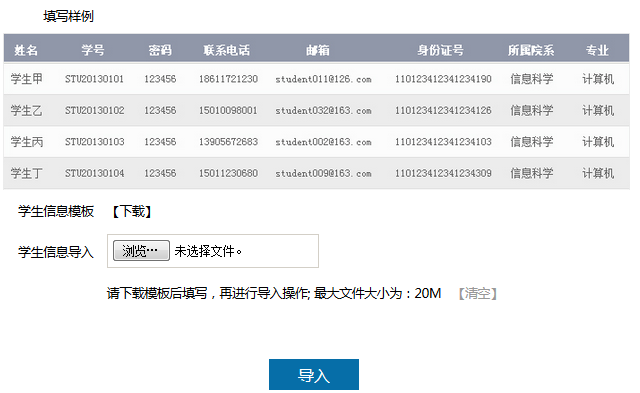 填写样例
姓名 学号 密码 联系电话 邮箱 身份证号 所属院系 专业
学生甲 STU20130101 123456 18611721230 student011@126.com 110123412341234190 信息科学 计算机
学生乙 STU20130102 123456 15010098001 student032@163.com 110123412341234126 信息科学 计算机
学生丙 STU20130103 123456 13905672683 student002@163.com 110123412341234103 信息科学 计算机
学生丁 STU20130104 123456 15011230680 student009@163.com 110123412341234309 信息科学 计算机
学生信息模板 【下载】
学生信息导入 浏览… 未选择文件。
请下载模板后填写，再进行导入操作; 最大文件大小为：20M 【清空】
导入